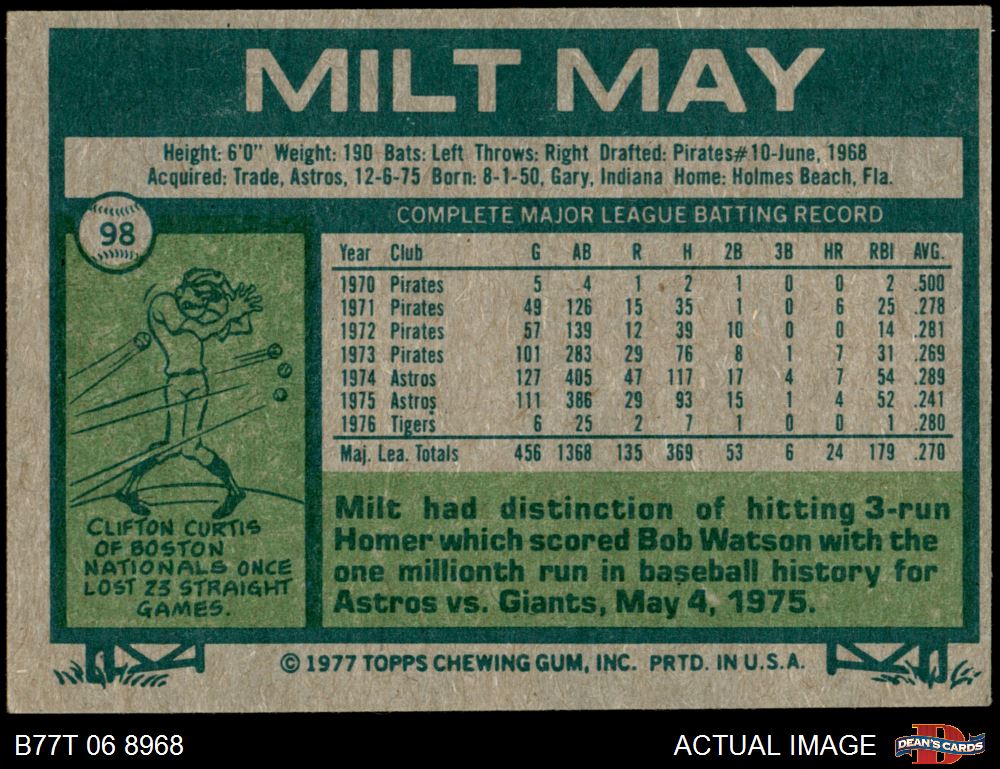 MILT MAY
Height: 6'0" Weight: 190 Bats: Left Throws: Right Drafted: Pirates#10-June, 1968
Acquired: Trade, Astros, 12-6-75 Born: 8-1-50, Gary, Indiana Home: Holmes Beach, Fla.
98
COMPLETE MAJOR LEAGUE BATTING RECORD
Year Club G AB R H 2B 3B HR RBI AVG.
1970 Pirates 5 4 1 2 1 0 0 2 .500
1971 Pirates 49 126 15 35 1 0 6 25 .278
1972 Pirates 57 139 12 39 10 0 0 14 .281
1973 Pirates 101 283 29 76 8 1 7 31 .269
1974 Astros 127 405 47 117 17 4 7 54 .289
1975 Astros 111 386 29 93 15 1 4 52 .241
1976 Tigers 6 25 2 7 1 0 0 1 .280
Maj. Lea. Totals 456 1368 135 369 53 6 24 179 .270
CLIFTON CURTIS
OF BOSTON
NATIONALS ONCE
LOST 23 STRAIGHT
GAMES.
Milt had distinction of hitting 3-run
Homer which scored Bob Watson with the
one millionth run in baseball history for
Astros vs. Giants, May 4, 1975.
© 1977 TOPPS CHEWING GUM, INC. PRTD. IN U.S.A.
B77T 06 8968
ACTUAL IMAGE
DEAN'S CARDS